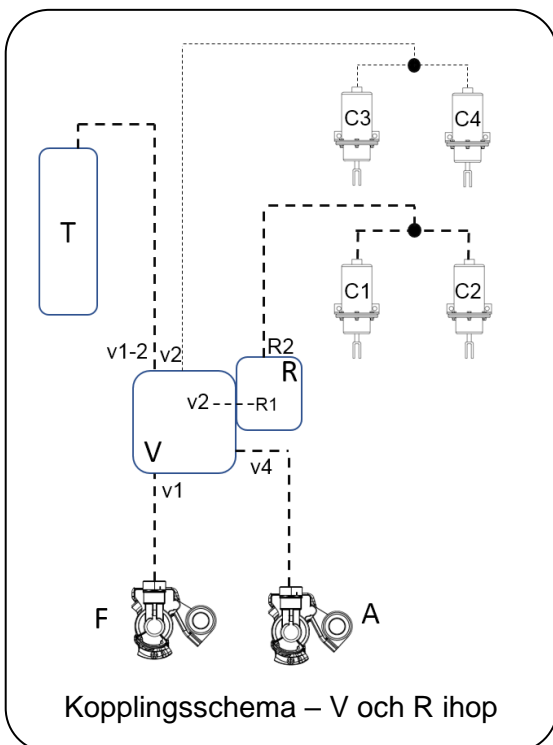 C3 C4
T
C1 C2
v1-2 v2
R2
R
v2 R1
V
v4
v1
F A
Kopplingsschema – V och R ihop